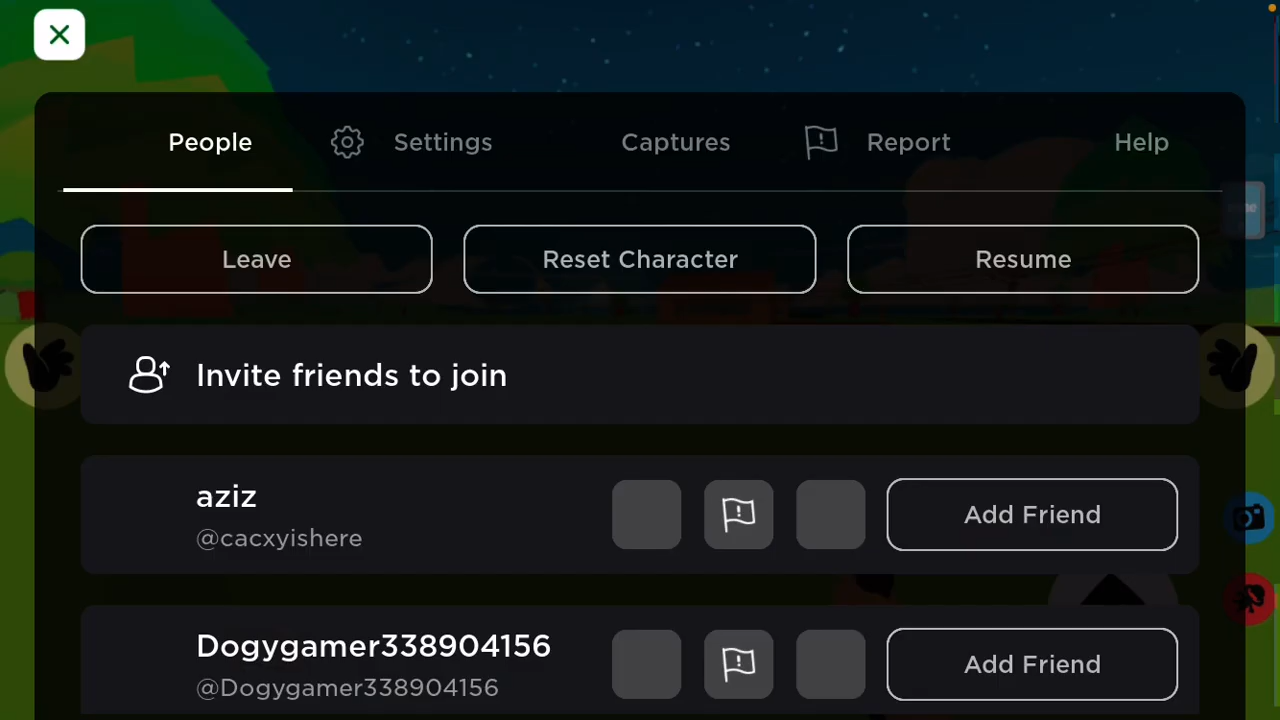 People
Settings
Captures
Report
Help
Leave
Reset Character
Resume
Invite friends to join
aziz
@cacxyishere
Add Friend
Dogygamer338904156
@Dogygamer338904156
Add Friend